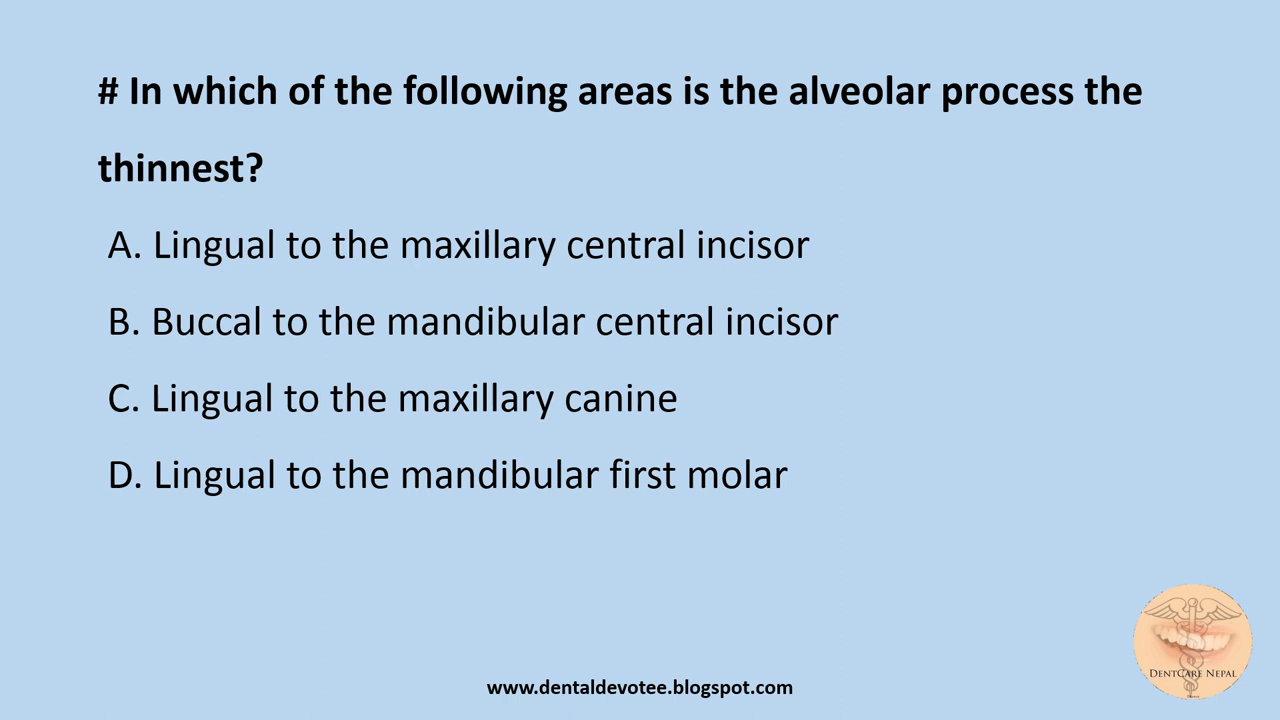 # In which of the following areas is the alveolar process the
thinnest?
A. Lingual to the maxillary central incisor
B. Buccal to the mandibular central incisor
C. Lingual to the maxillary canine
D. Lingual to the mandibular first molar
DENTCARE NEPAL
www.dentaldevotee.blogspot.com